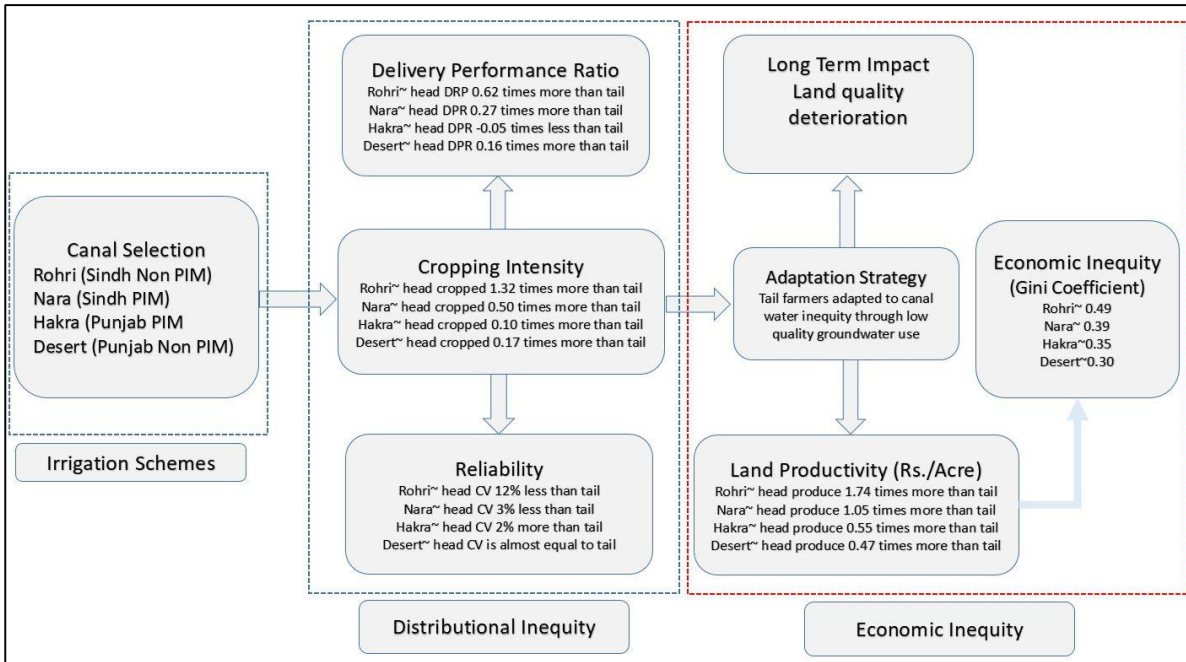 Canal Selection
Rohri (Sindh Non PIM)
Nara (Sindh PIM)
Hakra (Punjab PIM
Desert (Punjab Non PIM)
Irrigation Schemes
Delivery Performance Ratio
Rohri~ head DRP 0.62 times more than tail
Nara~ head DPR 0.27 times more than tail
Hakra~ head DPR -0.05 times less than tail
Desert~ head DPR 0.16 times more than tail
Cropping Intensity
Rohri~ head cropped 1.32 times more than tail
Nara~ head cropped 0.50 times more than tail
Hakra~ head cropped 0.10 times more than tail
Desert~ head cropped 0.17 times more than tail
Reliability
Rohri~ head CV 12% less than tail
Nara~ head CV 3% less than tail
Hakra~ head CV 2% more than tail
Desert~ head CV is almost equal to tail
Distributional Inequity
Long Term Impact
Land quality
deterioration
Adaptation Strategy
Tail farmers adapted to canal
water inequity through low
quality groundwater use
Economic Inequity
(Gini Coefficient)
Rohri~ 0.49
Nara~ 0.39
Hakra~0.35
Desert~0.30
Land Productivity (Rs./Acre)
Rohri~ head produce 1.74 times more than tail
Nara~ head produce 1.05 times more than tail
Hakra~ head produce 0.55 times more than tail
Desert~ head produce 0.47 times more than tail
Economic Inequity